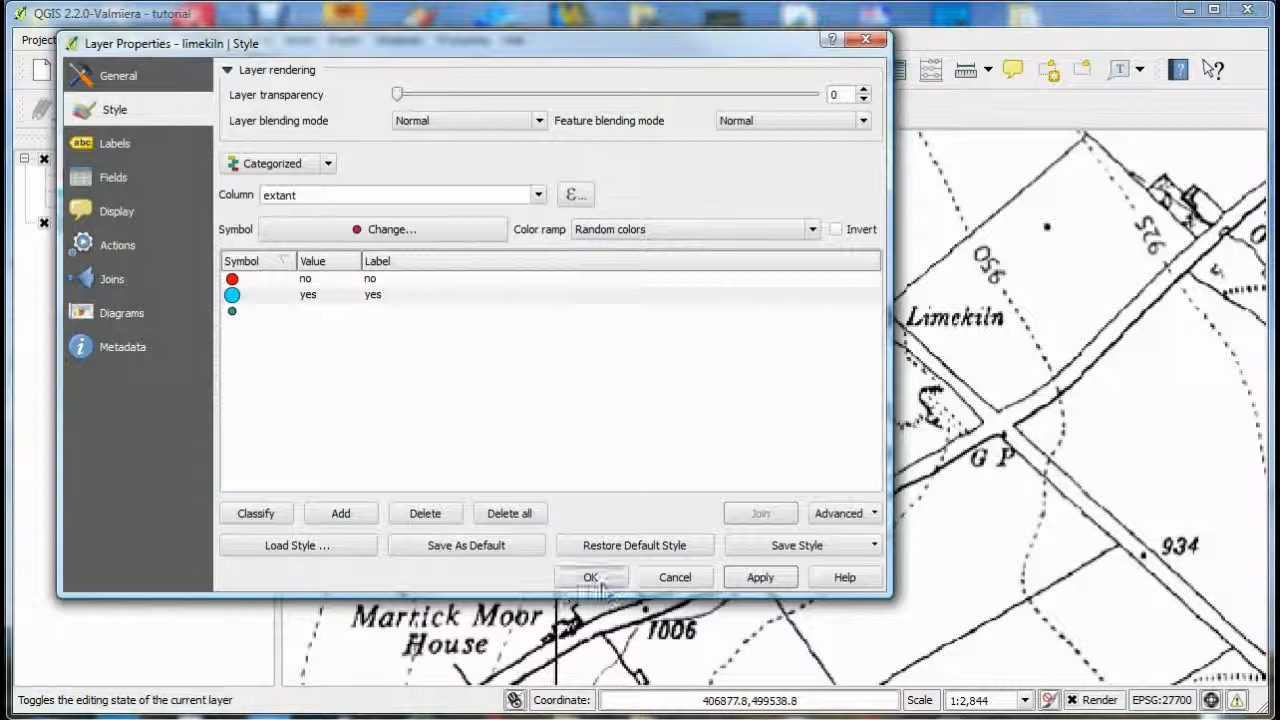 QGIS 2.2.0-Valmiera - tutorial
Layer Properties - limekiln | Style
General
Style
Labels
Fields
Display
Actions
Joins
Diagrams
Metadata
Layer rendering
Layer transparency 0
Layer blending mode Normal Feature blending mode Normal
Categorized
Column extant ε...
Symbol Change... Color ramp Random colors Invert
Symbol Value Label
no no
yes yes
Classify Add Delete Delete all Join Advanced
Load Style ... Save As Default Restore Default Style Save Style
OK Cancel Apply Help
925
950
Limekiln
G P
934
Marrick Moor
House
1006
Toggles the editing state of the current layer
Coordinate: 406877.8,499538.8 Scale 1:2,844 Render EPSG:27700